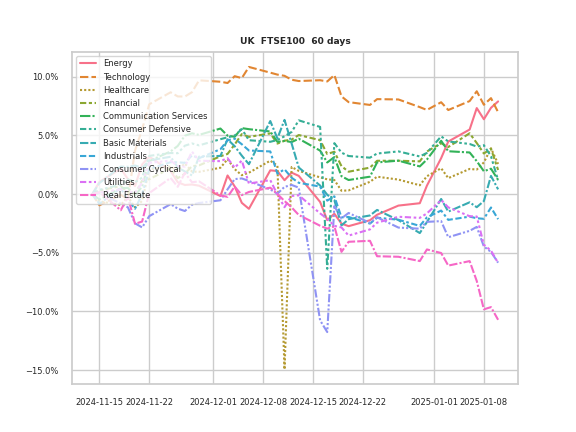 UK  FTSE100  60 days
10.0%
5.0%
0.0%
−5.0%
−10.0%
−15.0%
Energy
Technology
Healthcare
Financial
Communication Services
Consumer Defensive
Basic Materials
Industrials
Consumer Cyclical
Utilities
Real Estate
2024-11-15 2024-11-22 2024-12-01 2024-12-08 2024-12-15 2024-12-22 2025-01-01 2025-01-08